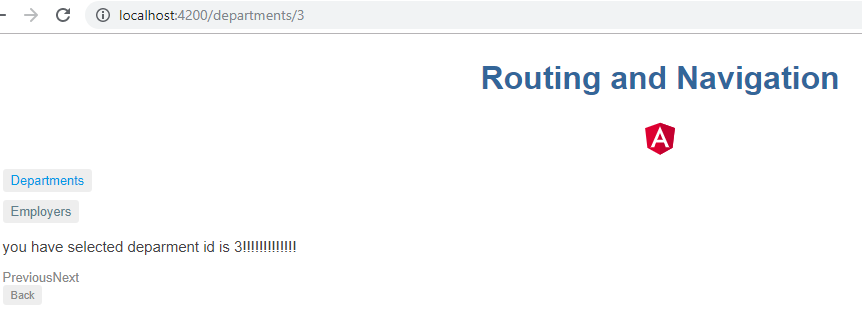 localhost:4200/departments/3
Routing and Navigation
A
Departments
Employers
you have selected deparment id is 3!!!!!!!!!!!!!
PreviousNext
Back